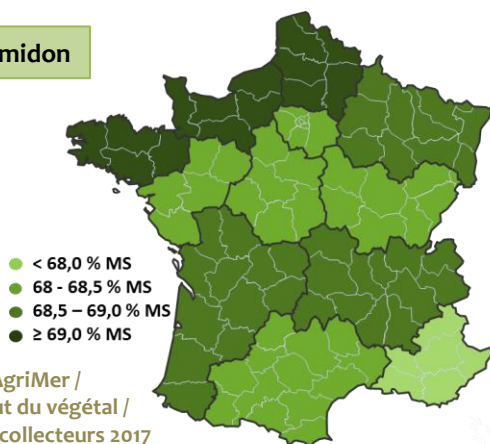 midon
< 68,0 % MS
68 - 68,5 % MS
68,5 – 69,0 % MS
≥ 69,0 % MS
AgriMer /
ut du végétal /
collecteurs 2017